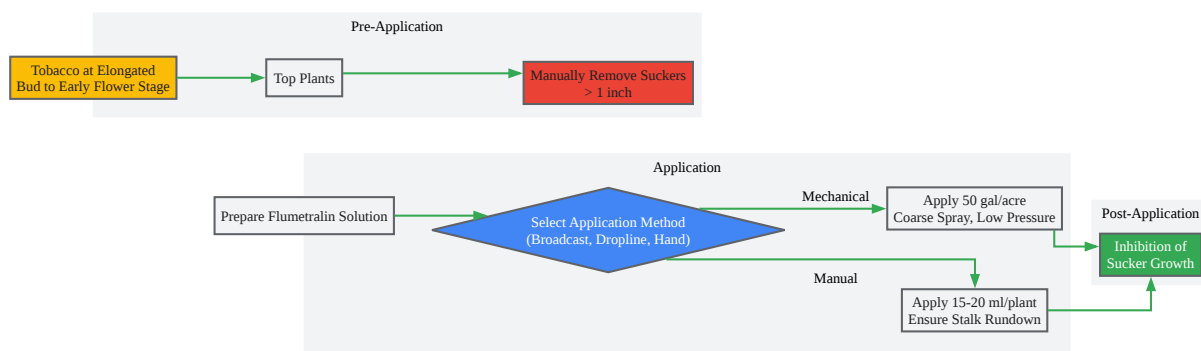 Pre-Application
Tobacco at Elongated
Bud to Early Flower Stage
Top Plants
Manually Remove Suckers
> 1 inch
Application
Prepare Flumetralin Solution
Select Application Method
(Broadcast, Dropline, Hand)
Mechanical
Apply 50 gal/acre
Coarse Spray, Low Pressure
Manual
Apply 15-20 ml/plant
Ensure Stalk Rundown
Post-Application
Inhibition of
Sucker Growth